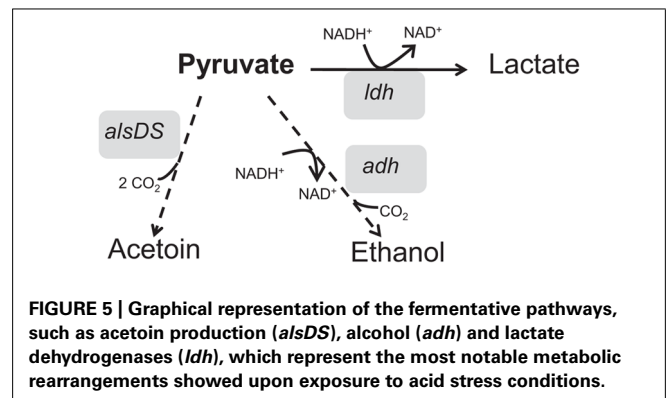 NADH⁺ NAD⁺
Pyruvate Lactate
ldh
alsDS
adh
NADH⁺
2 CO₂
NAD⁺
CO₂
Acetoin Ethanol
FIGURE 5 | Graphical representation of the fermentative pathways,
such as acetoin production (alsDS), alcohol (adh) and lactate
dehydrogenases (ldh), which represent the most notable metabolic
rearrangements showed upon exposure to acid stress conditions.